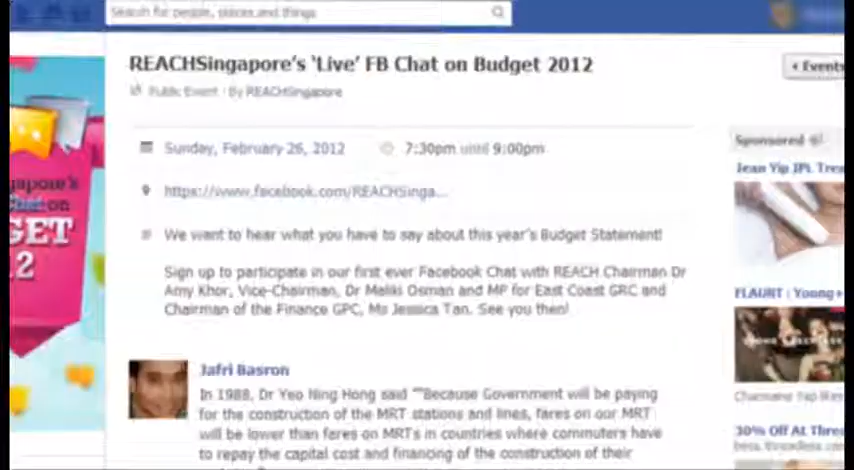 Search for people, places and things
REACHSingapore's 'Live' FB Chat on Budget 2012
Public Event · By REACHSingapore
Events
Sunday, February 26, 2012
7:30pm until 9:00pm
https://www.facebook.com/REACHSinga...
We want to hear what you have to say about this year's Budget Statement!
Sign up to participate in our first ever Facebook Chat with REACH Chairman Dr
Amy Khor, Vice-Chairman, Dr Maliki Osman and MP for East Coast GRC and
Chairman of the Finance GPC, Ms Jessica Tan. See you then!
Jafri Basron
In 1988, Dr Yeo Ning Hong said "“Because Government will be paying
for the construction of the MRT stations and lines, fares on our MRT
will be lower than fares on MRTs in countries where commuters have
to repay the capital cost and financing of the construction of their
gapore's
on
GET
2
Sponsored
Jean Yip JPL Trea
FLAUNT : Young+
30% Off At Thre